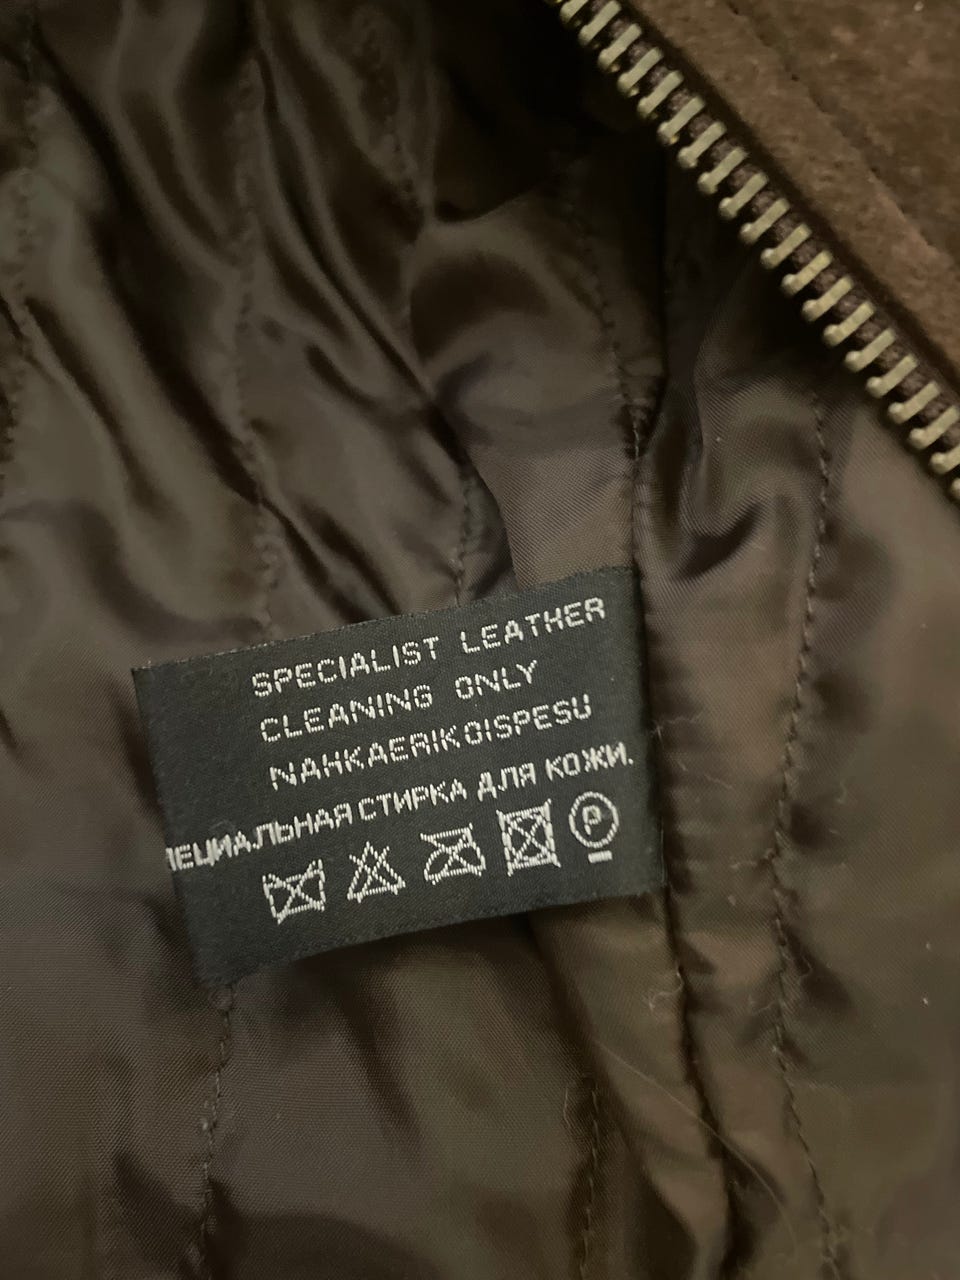 SPECIALIST LEATHER
CLEANING ONLY
NAHKAERIKOISPESU
ПЕЦИАЛЬНАЯ СТИРКА ДЛЯ КОЖИ.
P